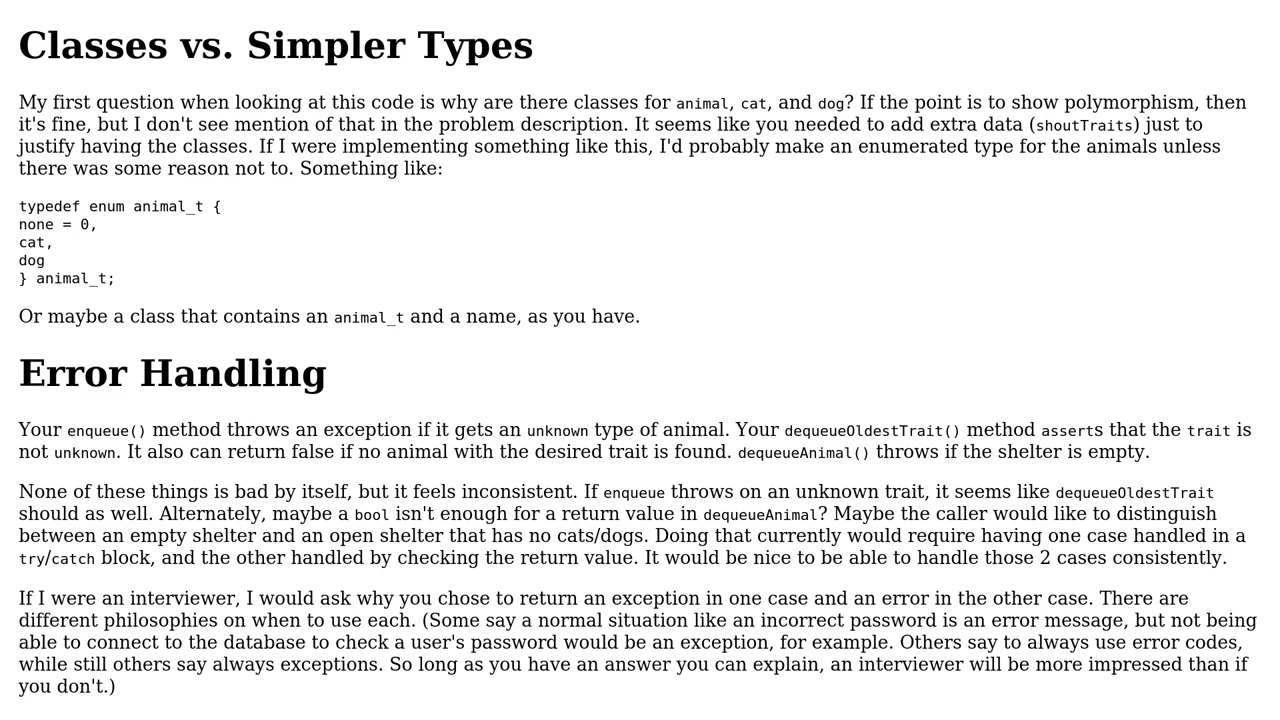 Classes vs. Simpler Types
My first question when looking at this code is why are there classes for animal, cat, and dog? If the point is to show polymorphism, then
it's fine, but I don't see mention of that in the problem description. It seems like you needed to add extra data (shoutTraits) just to
justify having the classes. If I were implementing something like this, I'd probably make an enumerated type for the animals unless
there was some reason not to. Something like:
typedef enum animal_t {
none = 0,
cat,
dog
} animal_t;
Or maybe a class that contains an animal_t and a name, as you have.
Error Handling
Your enqueue() method throws an exception if it gets an unknown type of animal. Your dequeueOldestTrait() method asserts that the trait is
not unknown. It also can return false if no animal with the desired trait is found. dequeueAnimal() throws if the shelter is empty.
None of these things is bad by itself, but it feels inconsistent. If enqueue throws on an unknown trait, it seems like dequeueOldestTrait
should as well. Alternately, maybe a bool isn't enough for a return value in dequeueAnimal? Maybe the caller would like to distinguish
between an empty shelter and an open shelter that has no cats/dogs. Doing that currently would require having one case handled in a
try/catch block, and the other handled by checking the return value. It would be nice to be able to handle those 2 cases consistently.
If I were an interviewer, I would ask why you chose to return an exception in one case and an error in the other case. There are
different philosophies on when to use each. (Some say a normal situation like an incorrect password is an error message, but not being
able to connect to the database to check a user's password would be an exception, for example. Others say to always use error codes,
while still others say always exceptions. So long as you have an answer you can explain, an interviewer will be more impressed than if
you don't.)